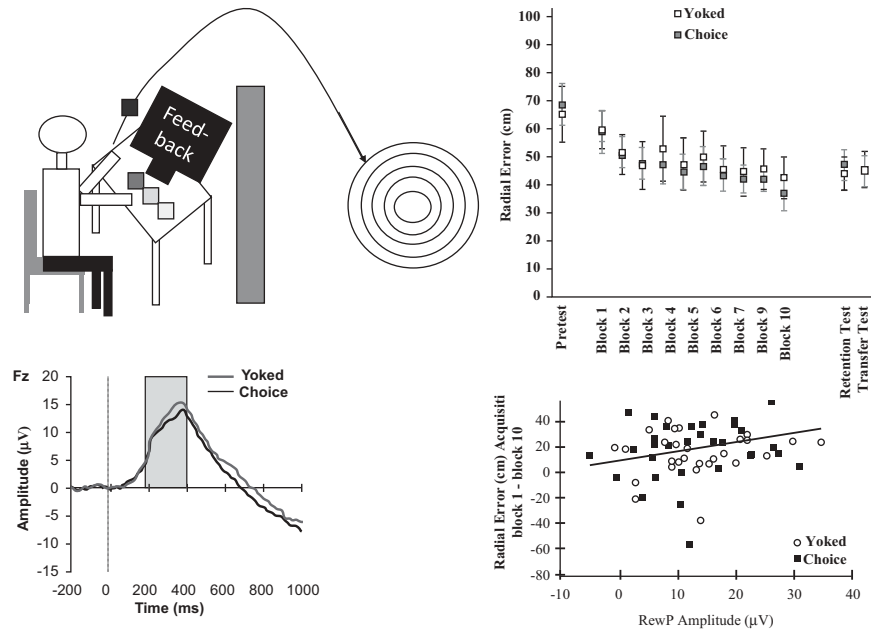 Feed-
back
Yoked
Choice
Radial Error (cm)
100
90
80
70
60
50
40
30
20
10
0
Pretest
Block 1
Block 2
Block 3
Block 4
Block 5
Block 6
Block 7
Block 9
Block 10
Retention Test
Transfer Test
Fz
Yoked
Choice
Amplitude (µV)
20
15
10
5
0
-5
-10
-15
-200
0
200
400
600
800
1000
Time (ms)
Radial Error (cm) Acquisiti
block 1 - block 10
40
20
0
20
-40
-60
-80
Yoked
Choice
-10
0
10
20
30
40
RewP Amplitude (µV)